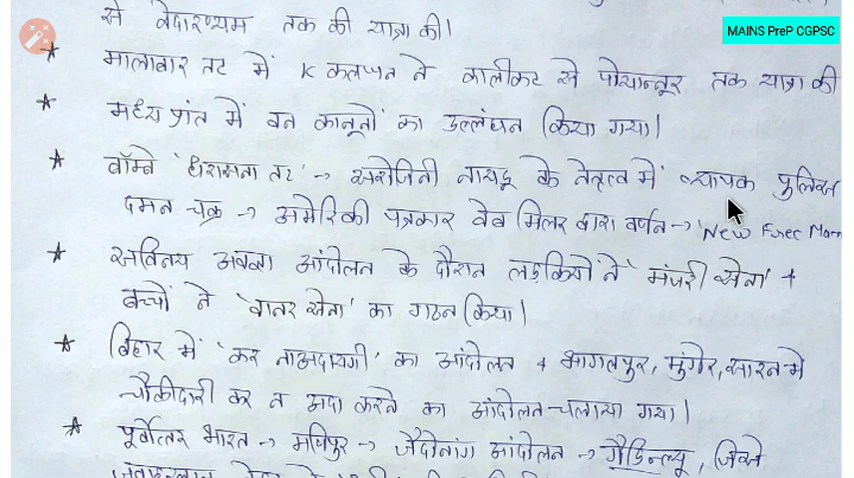 से वेदारण्यम तक की यात्रा की।
MAINS PreP CGPSC
* मालाबार तट में K कलप्पन ने कालीकट से पोयान्नूर तक यात्रा की
* मध्य प्रांत में वन कानूनों का उल्लंघन किया गया।
* बॉम्बे 'धरासना तट' → सरोजिनी नायडू के नेतृत्व में व्यापक पुलिस
दमन चक्र → अमेरिकी पत्रकार वेब मिलर द्वारा वर्णन → 'New Free
* सविनय अवज्ञा आंदोलन के दौरान लड़कियों ने 'मंजरी सेना' +
बच्चों ने 'वानर सेना' का गठन किया।
* बिहार में 'कर नाअदायगी' का आंदोलन + भागलपुर, मुंगेर, सारन में
चौकीदारी कर न अदा करने का आंदोलन चलाया गया।
* पूर्वोत्तर भारत → मणिपुर → जैदोनांग आंदोलन → गैडिनल्यू, जिसे